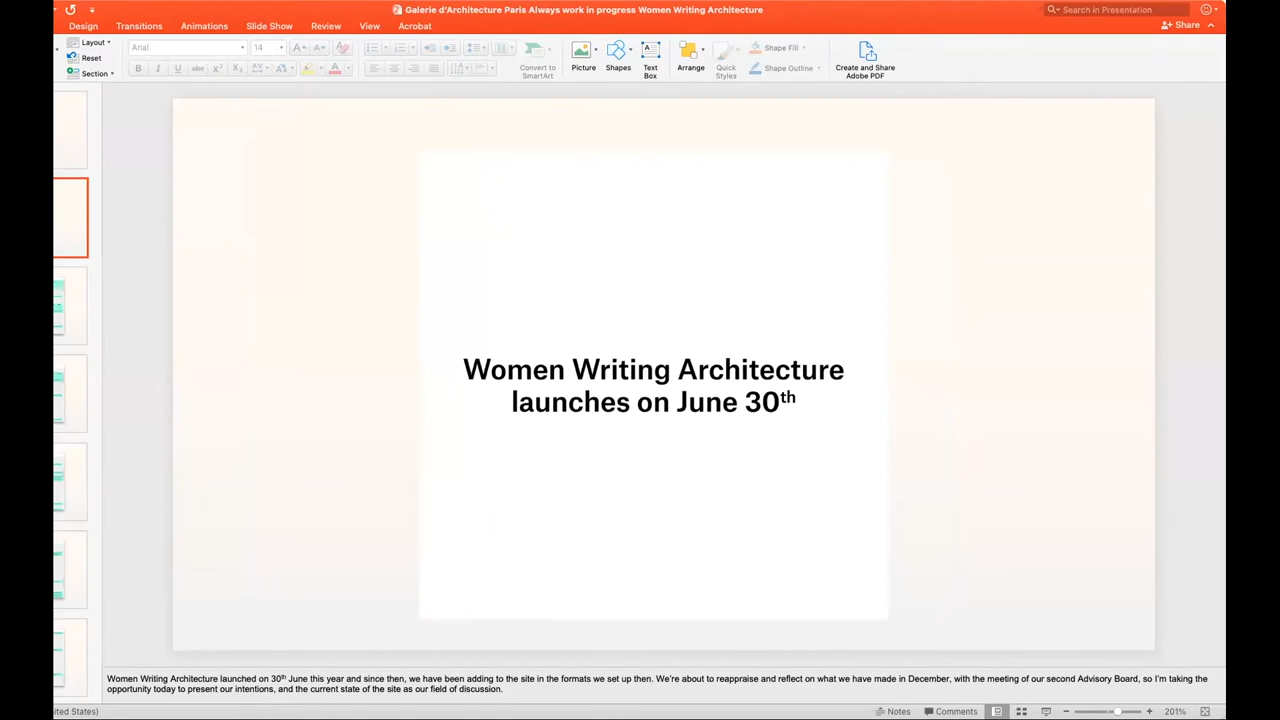 Galerie d'Architecture Paris Always work in progress Women Writing Architecture
Search in Presentation
Design Transitions Animations Slide Show Review View Acrobat
Share
Layout
Reset
Section
Arial 14
Convert to SmartArt
Picture
Shapes
Text Box
Arrange
Quick Styles
Shape Fill
Shape Outline
Create and Share Adobe PDF
Women Writing Architecture
launches on June 30th
Women Writing Architecture launched on 30th June this year and since then, we have been adding to the site in the formats we set up then. We're about to reappraise and reflect on what we have made in December, with the meeting of our second Advisory Board, so I'm taking the
opportunity today to present our intentions, and the current state of the site as our field of discussion.
ited States)
Notes Comments 201%